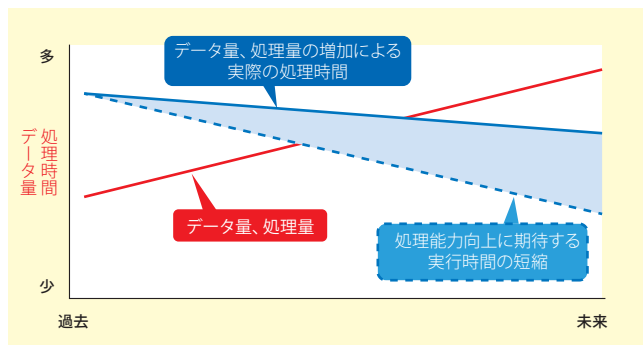 多
データ量、処理量の増加による
実際の処理時間
処理時間
データ量
データ量、処理量
処理能力向上に期待する
実行時間の短縮
少
過去
未来